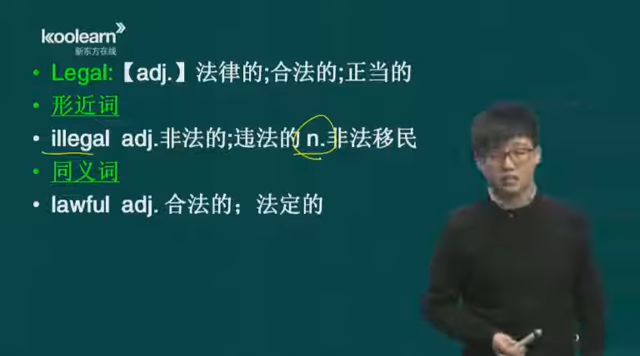 koolearn
新东方在线
• Legal:【adj.】法律的;合法的;正当的
• 形近词
• illegal adj.非法的;违法的 n.非法移民
• 同义词
• lawful adj. 合法的；法定的